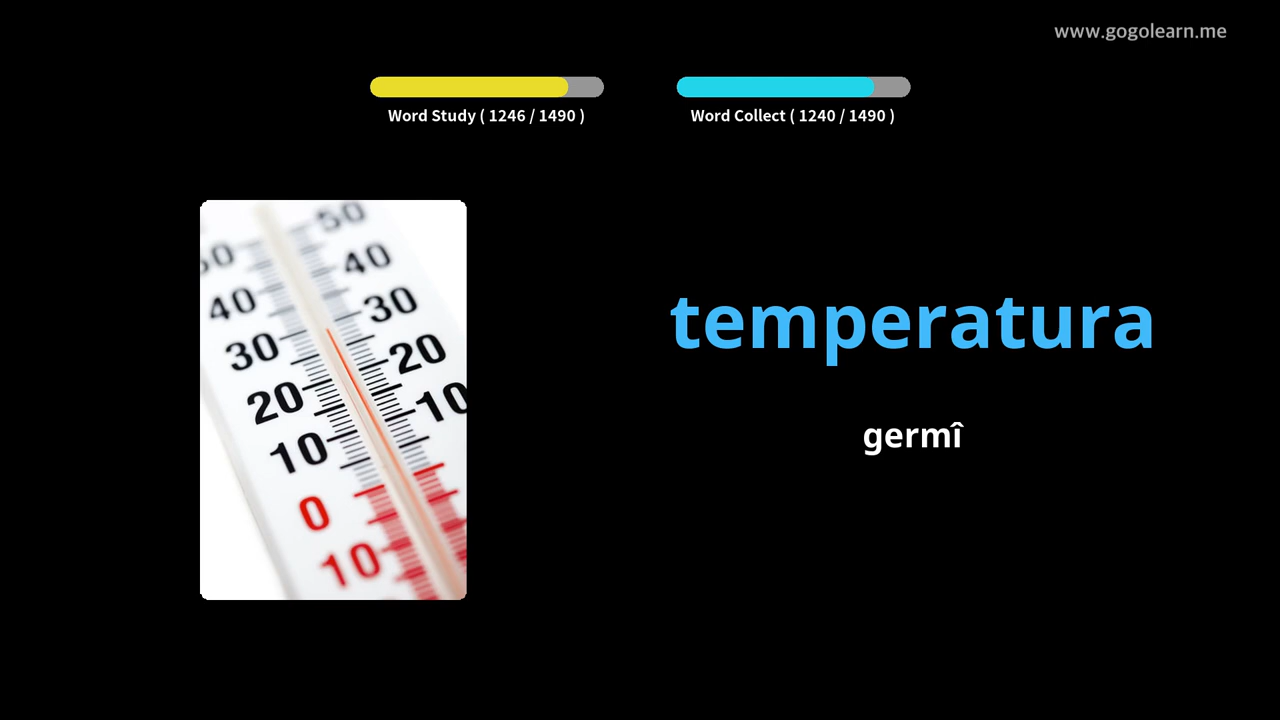 www.gogolearn.me
Word Study ( 1246 / 1490 )
Word Collect ( 1240 / 1490 )
50
40
40
30
30
20
20
10
10
0
10
temperatura
germî